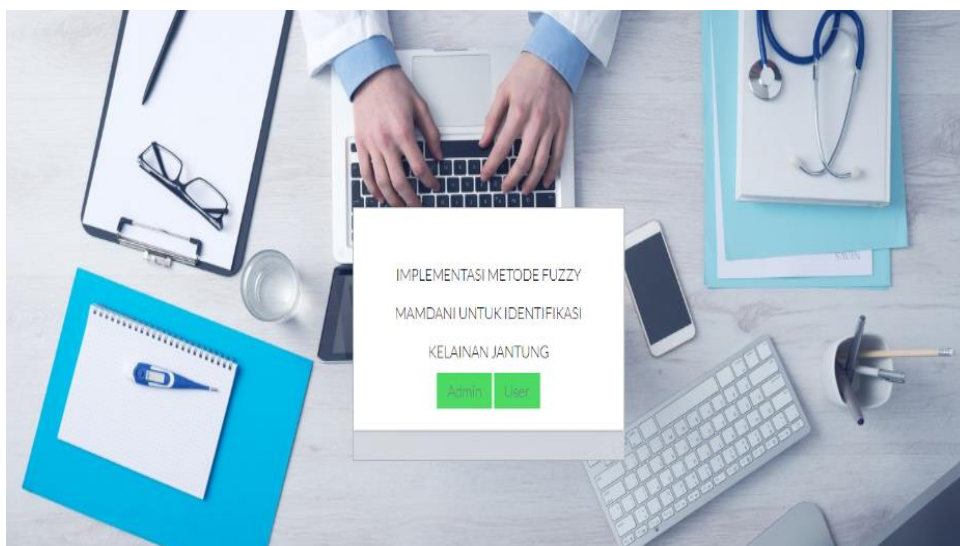 IMPLEMENTASI METODE FUZZY
MAMDANI UNTUK IDENTIFIKASI
KELAINAN JANTUNG
Admin User